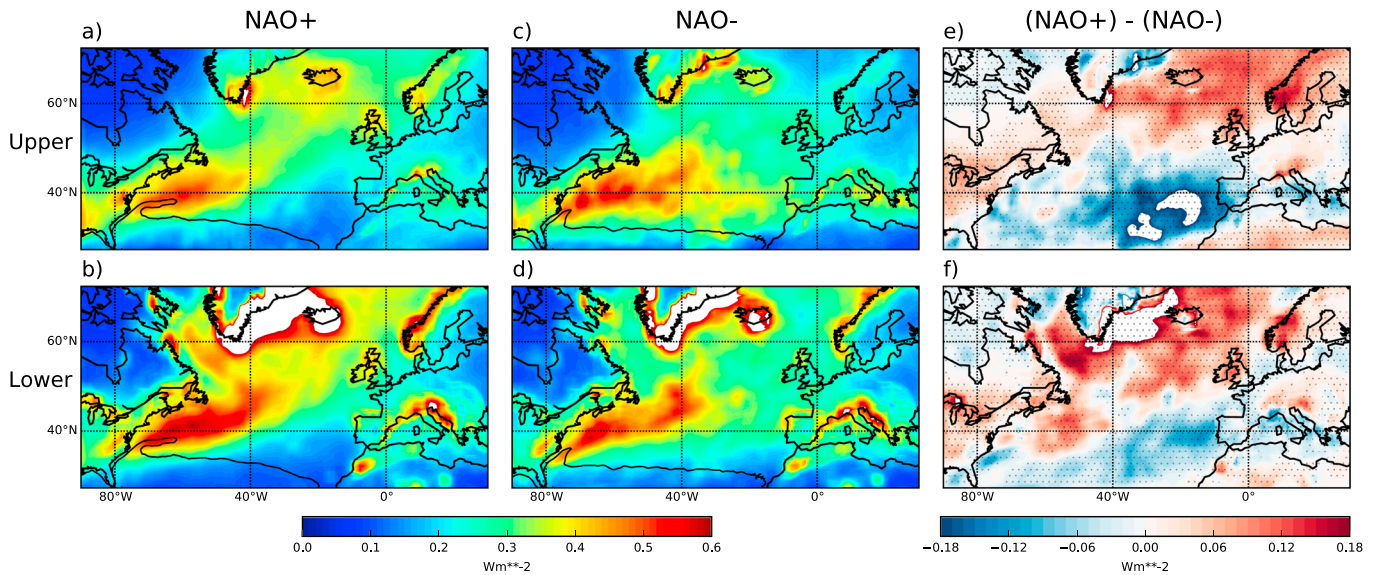 NAO+ NAO- (NAO+) - (NAO-)
a) c) e)
60°N
Upper
40°N
b) d) f)
60°N
Lower
40°N
80°W 40°W 0° 80°W 40°W 0° 80°W 40°W 0°
0.0 0.1 0.2 0.3 0.4 0.5 0.6 −0.18 −0.12 −0.06 0.00 0.06 0.12 0.18
Wm**-2 Wm**-2